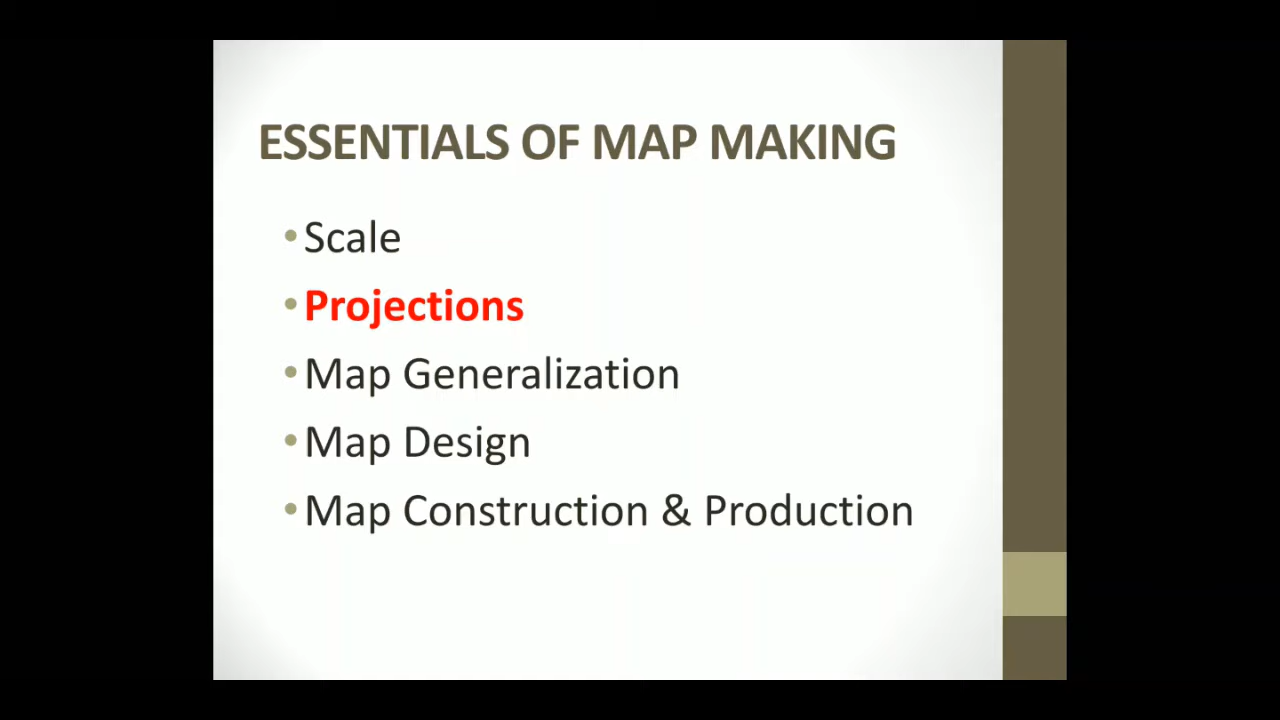 ESSENTIALS OF MAP MAKING
•Scale
•Projections
•Map Generalization
•Map Design
•Map Construction & Production